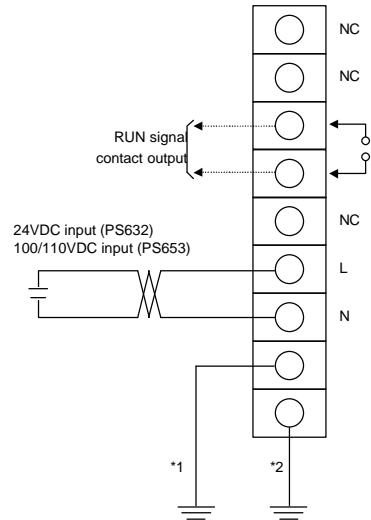 NC
NC
RUN signal
contact output
NC
24VDC input (PS632)
100/110VDC input (PS653)
L
N
*1
*2